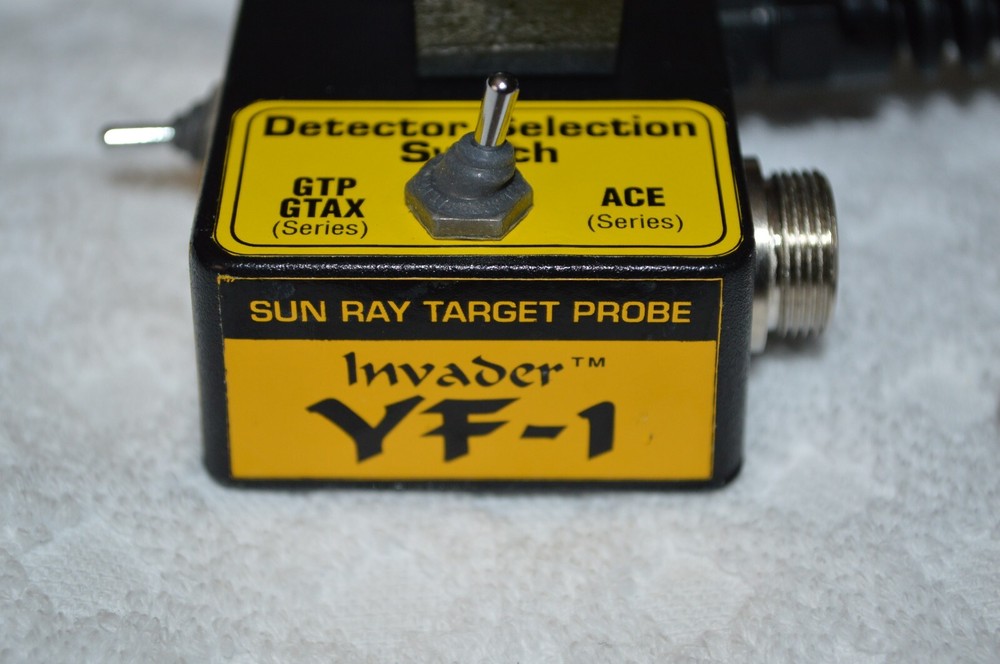 Detector Selection
Switch
GTP
GTAX
(Series)
ACE
(Series)
SUN RAY TARGET PROBE
Invader™
YF-1